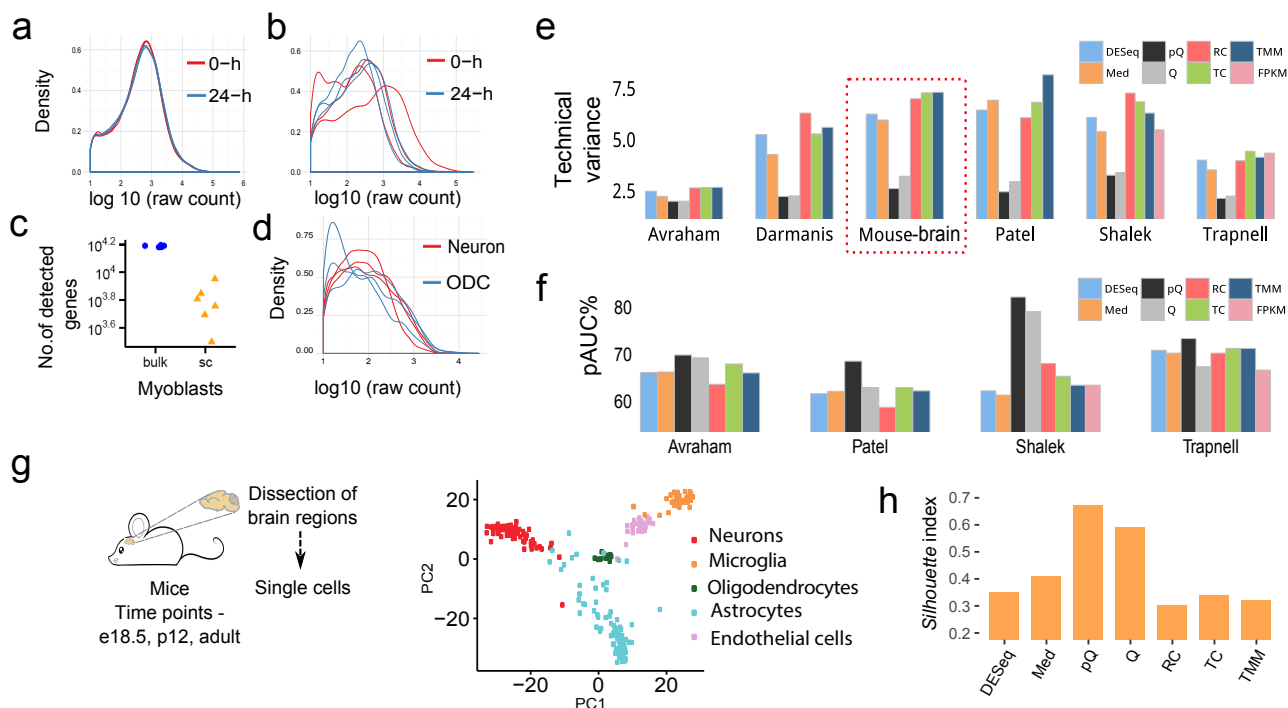 a
0-h
24-h
Density
0.6
0.4
0.2
0.0
1 2 3 4 5 6
log 10 (raw count)
b
0-h
24-h
0.6
0.4
0.2
0.0
1 2 3 4 5
log10 (raw count)
c
No.of detected
genes
10^4.2
10^4
10^3.8
10^3.6
bulk sc
Myoblasts
d
Neuron
ODC
Density
0.75
0.50
0.25
0.00
1 2 3 4
log10 (raw count)
e
DESeq pQ RC TMM
Med Q TC FPKM
Technical
variance
7.5
5.0
2.5
Avraham Darmanis Mouse-brain Patel Shalek Trapnell
f
DESeq pQ RC TMM
Med Q TC FPKM
pAUC%
80
70
60
Avraham Patel Shalek Trapnell
g
Dissection of
brain regions
Single cells
Mice
Time points -
e18.5, p12, adult
PC2
20
0
−20
−20 0 20
PC1
Neurons
Microglia
Oligodendrocytes
Astrocytes
Endothelial cells
h
Silhouette index
0.7
0.6
0.5
0.4
0.3
0.2
DESeq Med pQ Q RC TC TMM